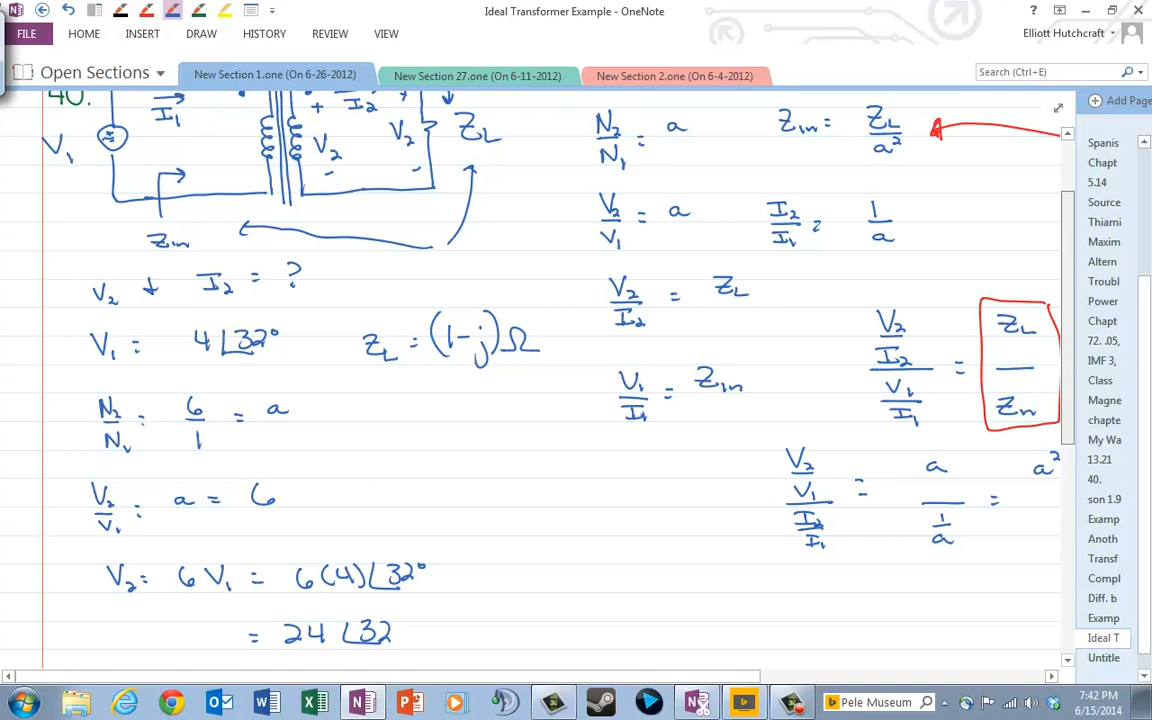 Ideal Transformer Example - OneNote
FILE HOME INSERT DRAW HISTORY REVIEW VIEW
Elliott Hutchcraft
Open Sections
New Section 1.one (On 6-26-2012)
New Section 27.one (On 6-11-2012)
New Section 2.one (On 6-4-2012)
Search (Ctrl+E)
Add Page
40.
I1
I2
+
+
V1
V2
V2
ZL
-
-
Zin
V2 + I2 = ?
V1 = 4∠32°
ZL = (1-j)Ω
N2/N1 = 6/1 = a
V2/V1 = a = 6
V2 = 6V1 = 6(4)∠32°
= 24∠32
N2/N1 = a
Zin = ZL/a²
V2/V1 = a
I2/I1 = 1/a
V2/I2 = ZL
V1/I1 = Zin
(V2/I2)/(V1/I1) = ZL/Zin
(V2/V1)/(I2/I1) = a/(1/a) = a²
Spanis
Chapt
5.14
Source
Thiami
Maxim
Altern
Troubl
Power
Chapt
72. .05,
IMF 3,
Class
Magne
chapte
My Wa
13.21
40.
son 1.9
Examp
Anoth
Transf
Compl
Diff. b
Examp
Ideal T
Untitle
Pele Museum
7:42 PM
6/15/2014